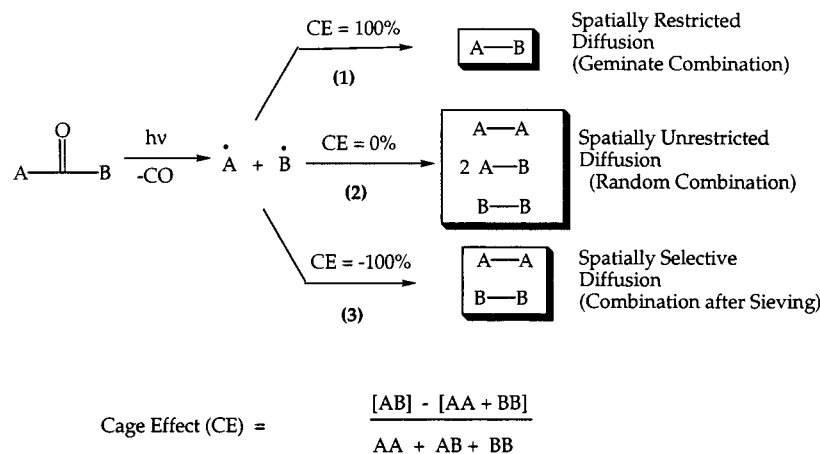 CE = 100%
(1)
A—B
Spatially Restricted
Diffusion
(Geminate Combination)
O
A B
hν
-CO
Ȧ + Ḃ
CE = 0%
(2)
A—A
2 A—B
B—B
Spatially Unrestricted
Diffusion
(Random Combination)
CE = -100%
(3)
A—A
B—B
Spatially Selective
Diffusion
(Combination after Sieving)
Cage Effect (CE) =
[AB] - [AA + BB]
AA + AB + BB